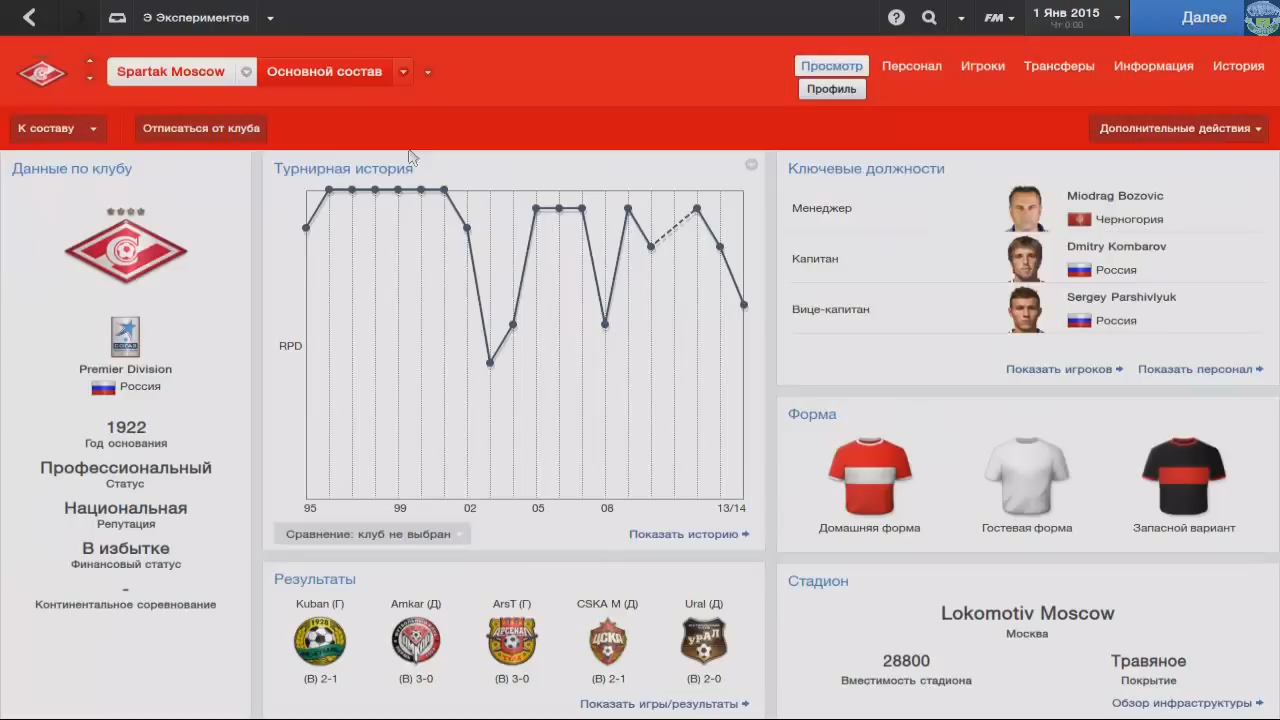 Э Экспериментов
FM
1 Янв 2015
Чт 0:00
Далее
Spartak Moscow
Основной состав
Просмотр
Персонал
Игроки
Трансферы
Информация
История
Профиль
К составу
Отписаться от клуба
Дополнительные действия
Данные по клубу
Premier Division
Россия
1922
Год основания
Профессиональный
Статус
Национальная
Репутация
В избытке
Финансовый статус
-
Континентальное соревнование
Турнирная история
RPD
95
99
02
05
08
13/14
Сравнение: клуб не выбран
Показать историю
Результаты
Kuban (Г)
Amkar (Д)
ArsT (Г)
CSKA M (Д)
Ural (Д)
(В) 2-1
(В) 3-0
(В) 3-0
(В) 2-1
(В) 2-0
Показать игры/результаты
Ключевые должности
Менеджер
Miodrag Bozovic
Черногория
Капитан
Dmitry Kombarov
Россия
Вице-капитан
Sergey Parshivlyuk
Россия
Показать игроков
Показать персонал
Форма
Домашняя форма
Гостевая форма
Запасной вариант
Стадион
Lokomotiv Moscow
Москва
28800
Вместимость стадиона
Травяное
Покрытие
Обзор инфраструктуры